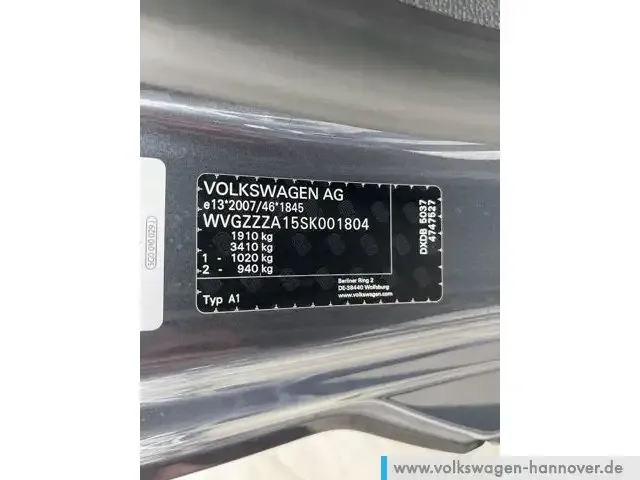 VOLKSWAGEN AG
e13*2007/46*1845
WVGZZZA15SK001804
1910 kg
3410 kg
1 - 1020 kg
2 - 940 kg
Berliner Ring 2
DE-38440 Wolfsburg
www.volkswagen.com
Typ A1
DXDB 5037
4747527
www.volkswagen-hannover.de